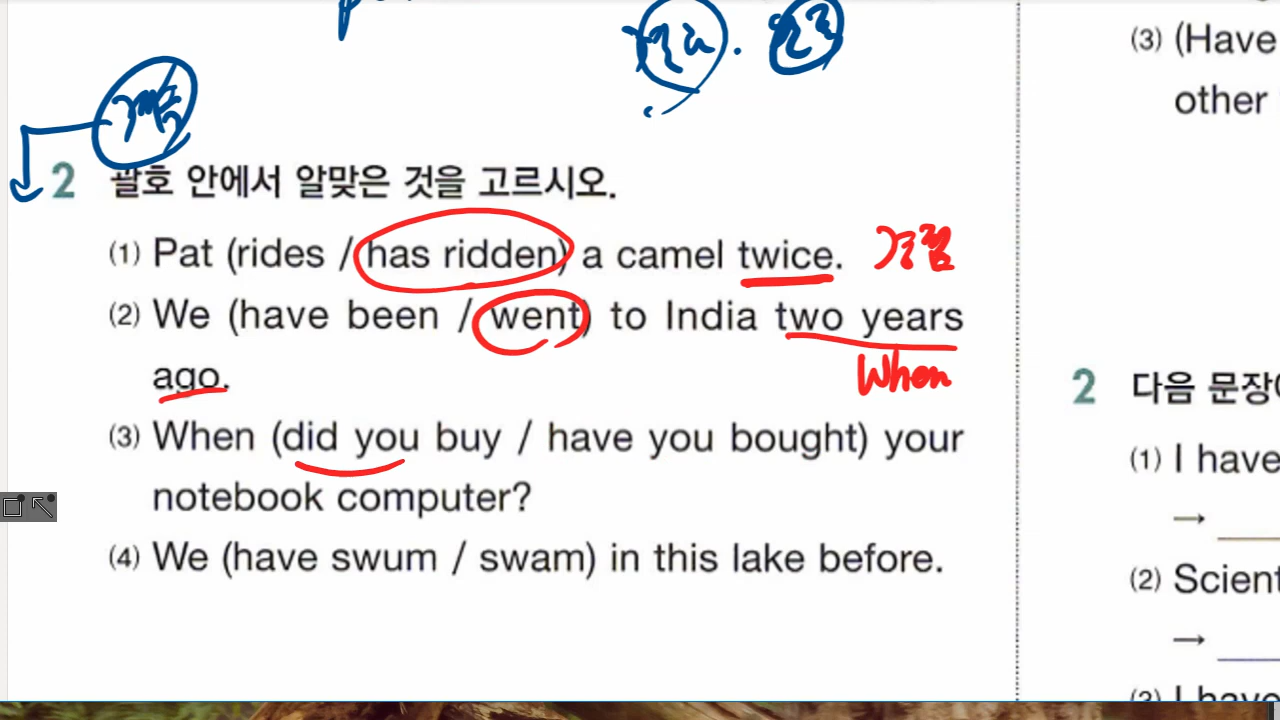 계속
2 괄호 안에서 알맞은 것을 고르시오.
(1) Pat (rides / has ridden) a camel twice. 경험
(2) We (have been / went) to India two years
ago.
When
(3) When (did you buy / have you bought) your
notebook computer?
(4) We (have swum / swam) in this lake before.
(3) (Have
other
2 다음
(1) I have
→
(2)
→
I have